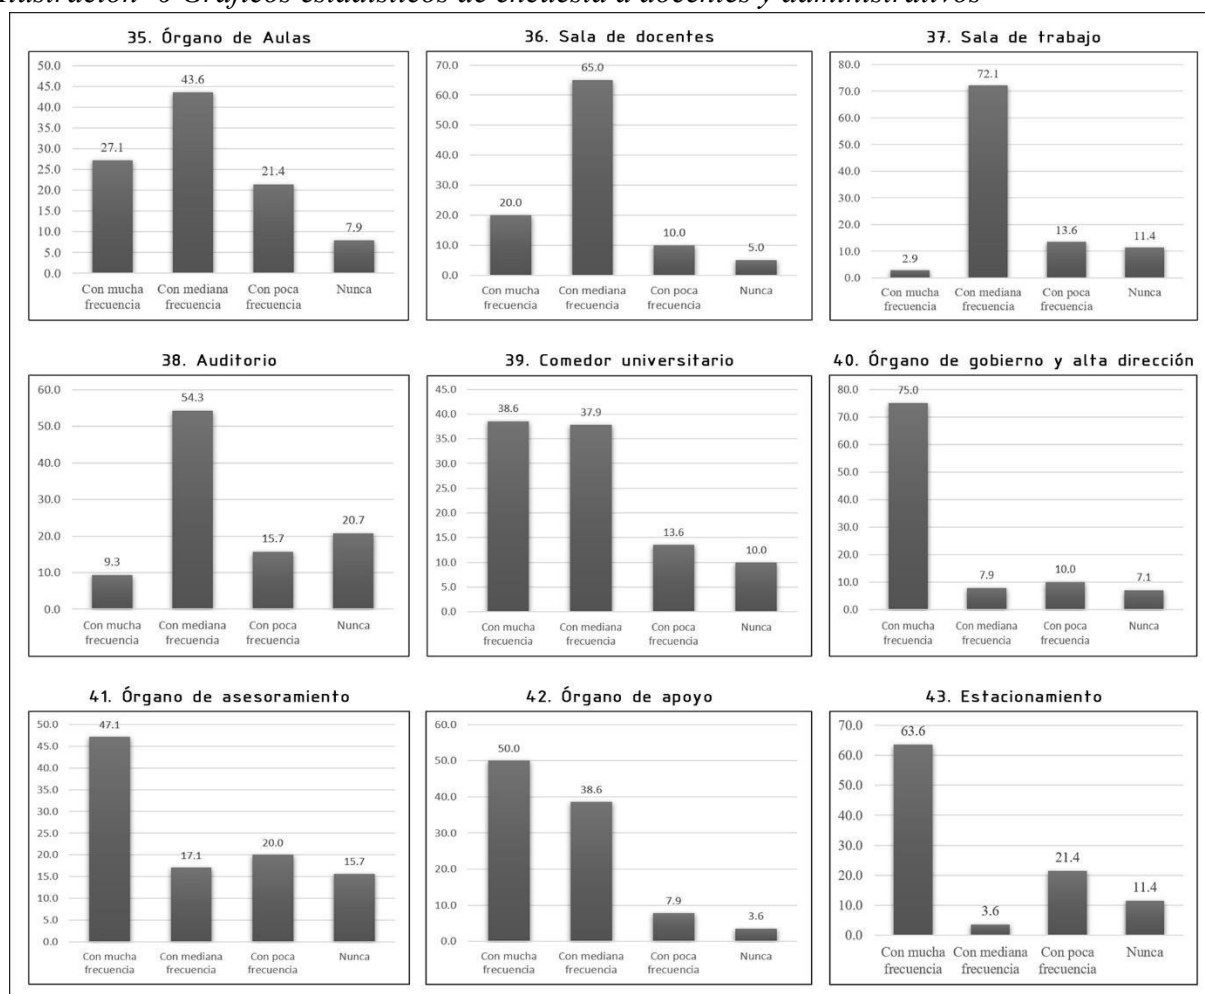 Gráficos estadísticos de encuesta a docentes y administrativos
35. Órgano de Aulas
50.0
45.0
40.0
35.0
30.0
25.0
20.0
15.0
10.0
5.0
0.0
27.1
43.6
21.4
7.9
Con mucha frecuencia
Con mediana frecuencia
Con poca frecuencia
Nunca
36. Sala de docentes
70.0
60.0
50.0
40.0
30.0
20.0
10.0
0.0
20.0
65.0
10.0
5.0
Con mucha frecuencia
Con mediana frecuencia
Con poca frecuencia
Nunca
37. Sala de trabajo
80.0
70.0
60.0
50.0
40.0
30.0
20.0
10.0
0.0
2.9
72.1
13.6
11.4
Con mucha frecuencia
Con mediana frecuencia
Con poca frecuencia
Nunca
38. Auditorio
60.0
50.0
40.0
30.0
20.0
10.0
0.0
9.3
54.3
15.7
20.7
Con mucha frecuencia
Con mediana frecuencia
Con poca frecuencia
Nunca
39. Comedor universitario
45.0
40.0
35.0
30.0
25.0
20.0
15.0
10.0
5.0
0.0
38.6
37.9
13.6
10.0
Con mucha frecuencia
Con mediana frecuencia
Con poca frecuencia
Nunca
40. Órgano de gobierno y alta dirección
80.0
70.0
60.0
50.0
40.0
30.0
20.0
10.0
0.0
75.0
7.9
10.0
7.1
Con mucha frecuencia
Con mediana frecuencia
Con poca frecuencia
Nunca
41. Órgano de asesoramiento
50.0
45.0
40.0
35.0
30.0
25.0
20.0
15.0
10.0
5.0
0.0
47.1
17.1
20.0
15.7
Con mucha frecuencia
Con mediana frecuencia
Con poca frecuencia
Nunca
42. Órgano de apoyo
60.0
50.0
40.0
30.0
20.0
10.0
0.0
50.0
38.6
7.9
3.6
Con mucha frecuencia
Con mediana frecuencia
Con poca frecuencia
Nunca
43. Estacionamiento
70.0
60.0
50.0
40.0
30.0
20.0
10.0
0.0
63.6
3.6
21.4
11.4
Con mucha frecuencia
Con mediana frecuencia
Con poca frecuencia
Nunca